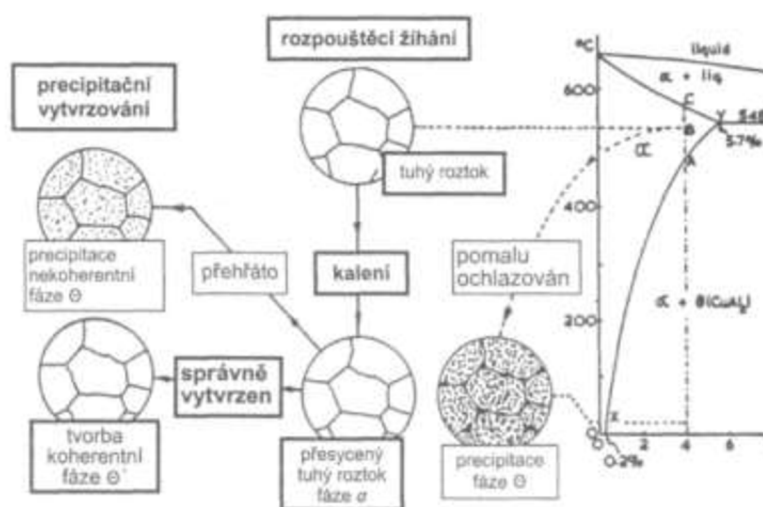 rozpouštěcí žíhání
precipitační
vytvrzování
tuhý roztok
precipitace
nekoherentní
fáze Θ
přehřáto
kalení
pomalu
ochlazován
správně
vytvrzen
tvorba
koherentní
fáze Θ´
přesycený
tuhý roztok
fáze α
precipitace
fáze Θ
°C
liquid
α + liq
600
C
Y
548
B
5·7%
α
A
400
α + θ(CuAl₂)
200
X
0
0 2 4 6
0·2%